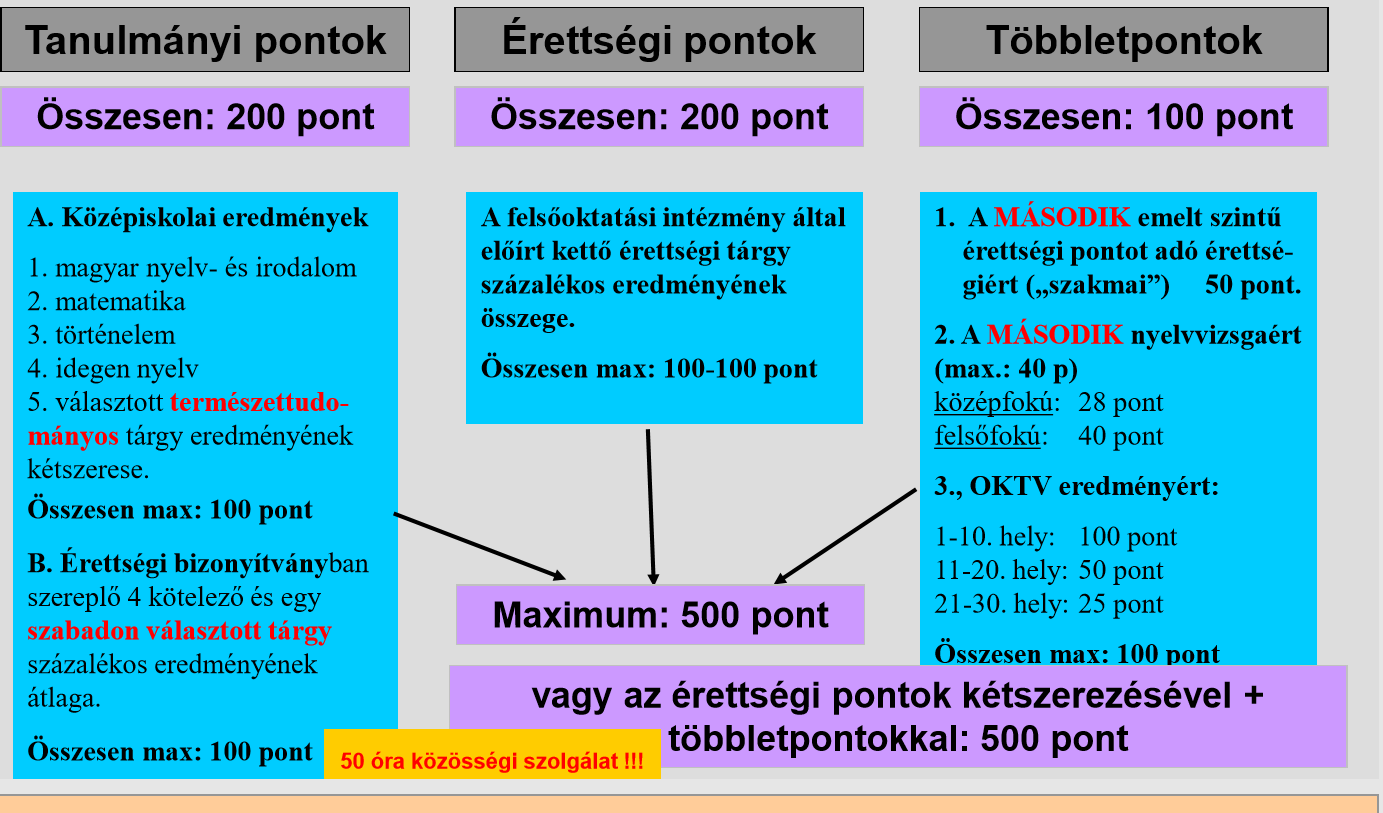 Tanulmányi pontok
Összesen: 200 pont
A. Középiskolai eredmények
1. magyar nyelv- és irodalom
2. matematika
3. történelem
4. idegen nyelv
5. választott természettudo-
mányos tárgy eredményének
kétszerese.
Összesen max: 100 pont
B. Érettségi bizonyítványban
szereplő 4 kötelező és egy
szabadon választott tárgy
százalékos eredményének
átlaga.
Összesen max: 100 pont
50 óra közösségi szolgálat !!!
Érettségi pontok
Összesen: 200 pont
A felsőoktatási intézmény által
előírt kettő érettségi tárgy
százalékos eredményének
összege.
Összesen max: 100-100 pont
Többletpontok
Összesen: 100 pont
1. A MÁSODIK emelt szintű
érettségi pontot adó érettsé-
giért („szakmai”) 50 pont.
2. A MÁSODIK nyelvvizsgaért
(max.: 40 p)
középfokú: 28 pont
felsőfokú: 40 pont
3., OKTV eredményért:
1-10. hely: 100 pont
11-20. hely: 50 pont
21-30. hely: 25 pont
Összesen max: 100 pont
Maximum: 500 pont
vagy az érettségi pontok kétszerezésével +
többletpontokkal: 500 pont